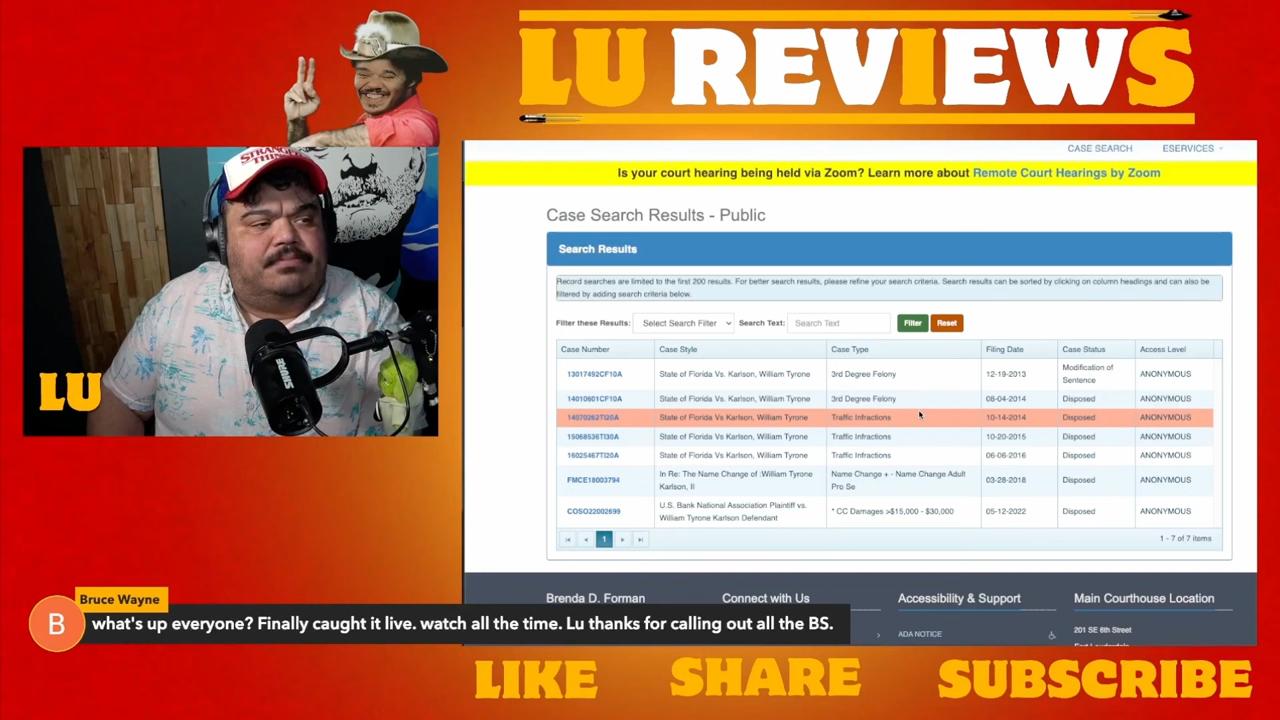 LU REVIEWS
STRANGER THINGS
SHURE
LU
CASE SEARCH ESERVICES
Is your court hearing being held via Zoom? Learn more about Remote Court Hearings by Zoom
Case Search Results - Public
Search Results
Record searches are limited to the first 200 results. For better search results, please refine your search criteria. Search results can be sorted by clicking on column headings and can also be
filtered by adding search criteria below.
Filter these Results: Select Search Filter Search Text: Search Text Filter Reset
Case Number Case Style Case Type Filing Date Case Status Access Level
13017492CF10A State of Florida Vs. Karlson, William Tyrone 3rd Degree Felony 12-19-2013 Modification of Sentence ANONYMOUS
14010601CF10A State of Florida Vs. Karlson, William Tyrone 3rd Degree Felony 08-04-2014 Disposed ANONYMOUS
14070262TI20A State of Florida Vs Karlson, William Tyrone Traffic Infractions 10-14-2014 Disposed ANONYMOUS
15068536TI30A State of Florida Vs Karlson, William Tyrone Traffic Infractions 10-20-2015 Disposed ANONYMOUS
16025467TI20A State of Florida Vs Karlson, William Tyrone Traffic Infractions 06-06-2016 Disposed ANONYMOUS
FMCE18003794 In Re: The Name Change of :William Tyrone Karlson, II Name Change + - Name Change Adult Pro Se 03-28-2018 Disposed ANONYMOUS
COSO22002699 U.S. Bank National Association Plaintiff vs. William Tyrone Karlson Defendant * CC Damages >$15,000 - $30,000 05-12-2022 Disposed ANONYMOUS
1
1 - 7 of 7 items
Brenda D. Forman Connect with Us Accessibility & Support Main Courthouse Location
ADA NOTICE 201 SE 6th Street
Bruce Wayne
B
what's up everyone? Finally caught it live. watch all the time. Lu thanks for calling out all the BS.
LIKE SHARE SUBSCRIBE